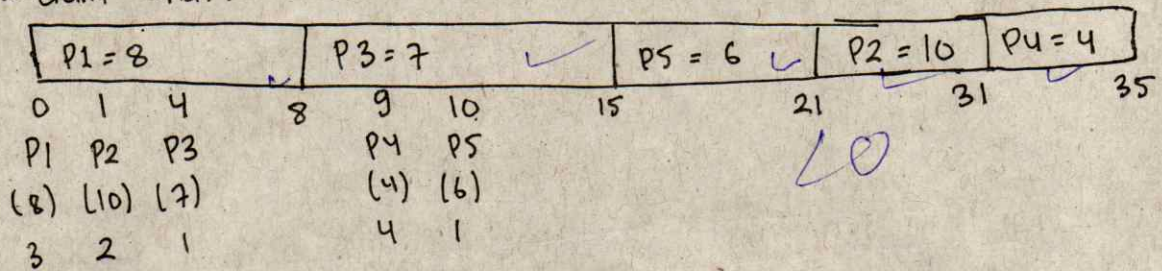 P1 = 8 P3 = 7 P5 = 6 P2 = 10 P4 = 4
0 1 4 8 9 10 15 21 31 35
P1 P2 P3 P4 P5
(8) (10) (7) (4) (6)
3 2 1 4 1